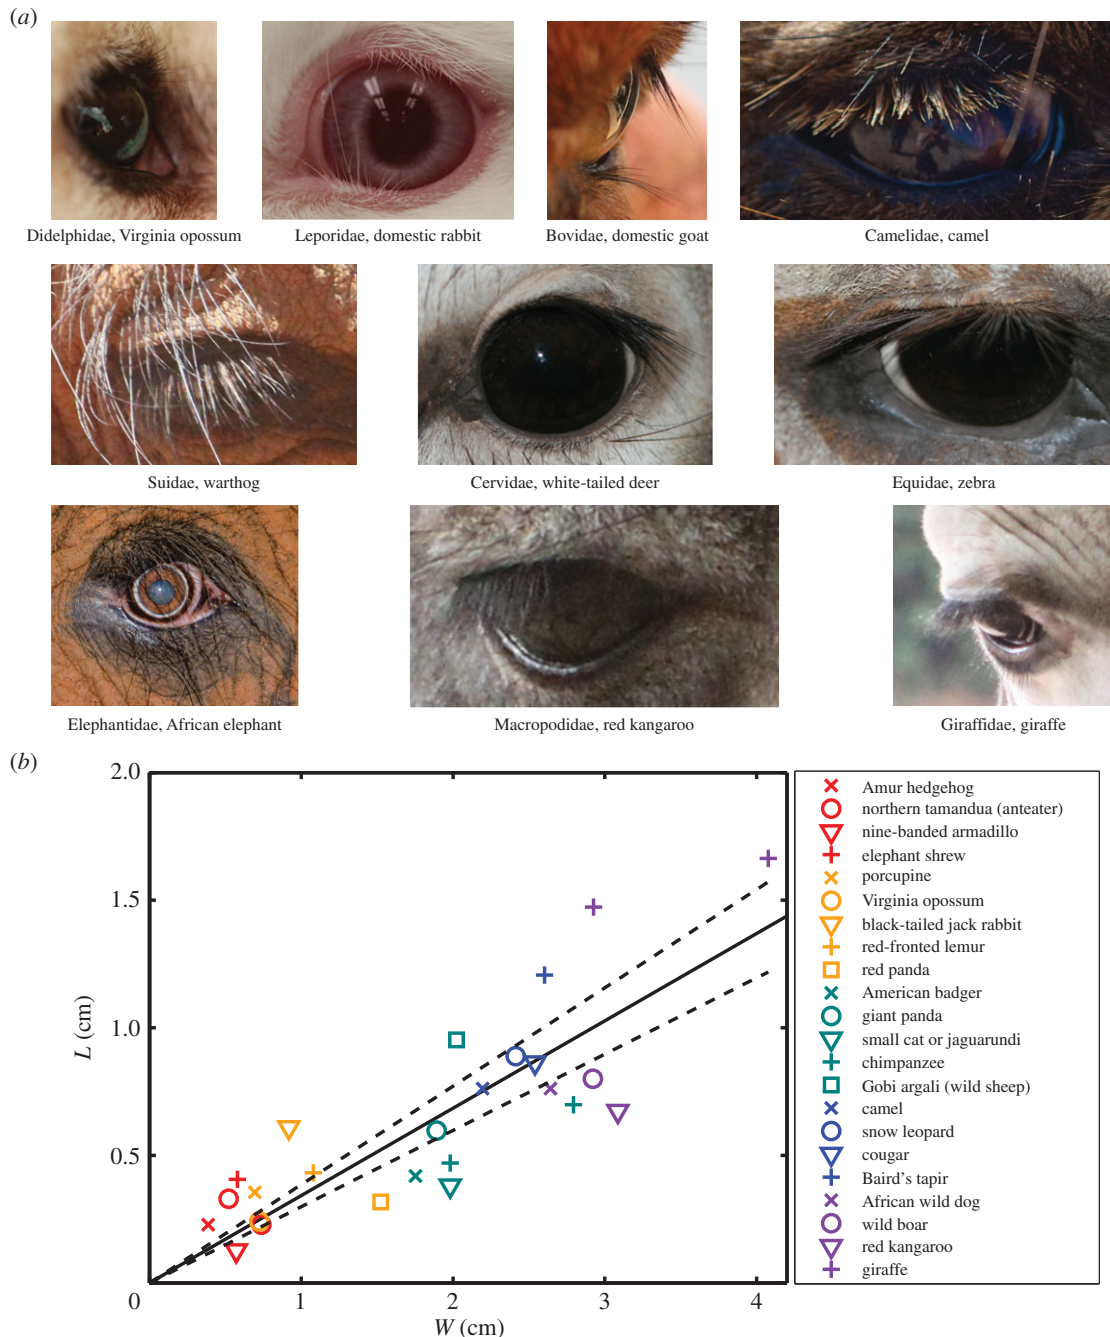 (a)
Didelphidae, Virginia opossum
Leporidae, domestic rabbit
Bovidae, domestic goat
Camelidae, camel
Suidae, warthog
Cervidae, white-tailed deer
Equidae, zebra
Elephantidae, African elephant
Macropodidae, red kangaroo
Giraffidae, giraffe
(b)
2.0
1.5
1.0
0.5
0
1
2
3
4
L (cm)
W (cm)
Amur hedgehog
northern tamandua (anteater)
nine-banded armadillo
elephant shrew
porcupine
Virginia opossum
black-tailed jack rabbit
red-fronted lemur
red panda
American badger
giant panda
small cat or jaguarundi
chimpanzee
Gobi argali (wild sheep)
camel
snow leopard
cougar
Baird's tapir
African wild dog
wild boar
red kangaroo
giraffe